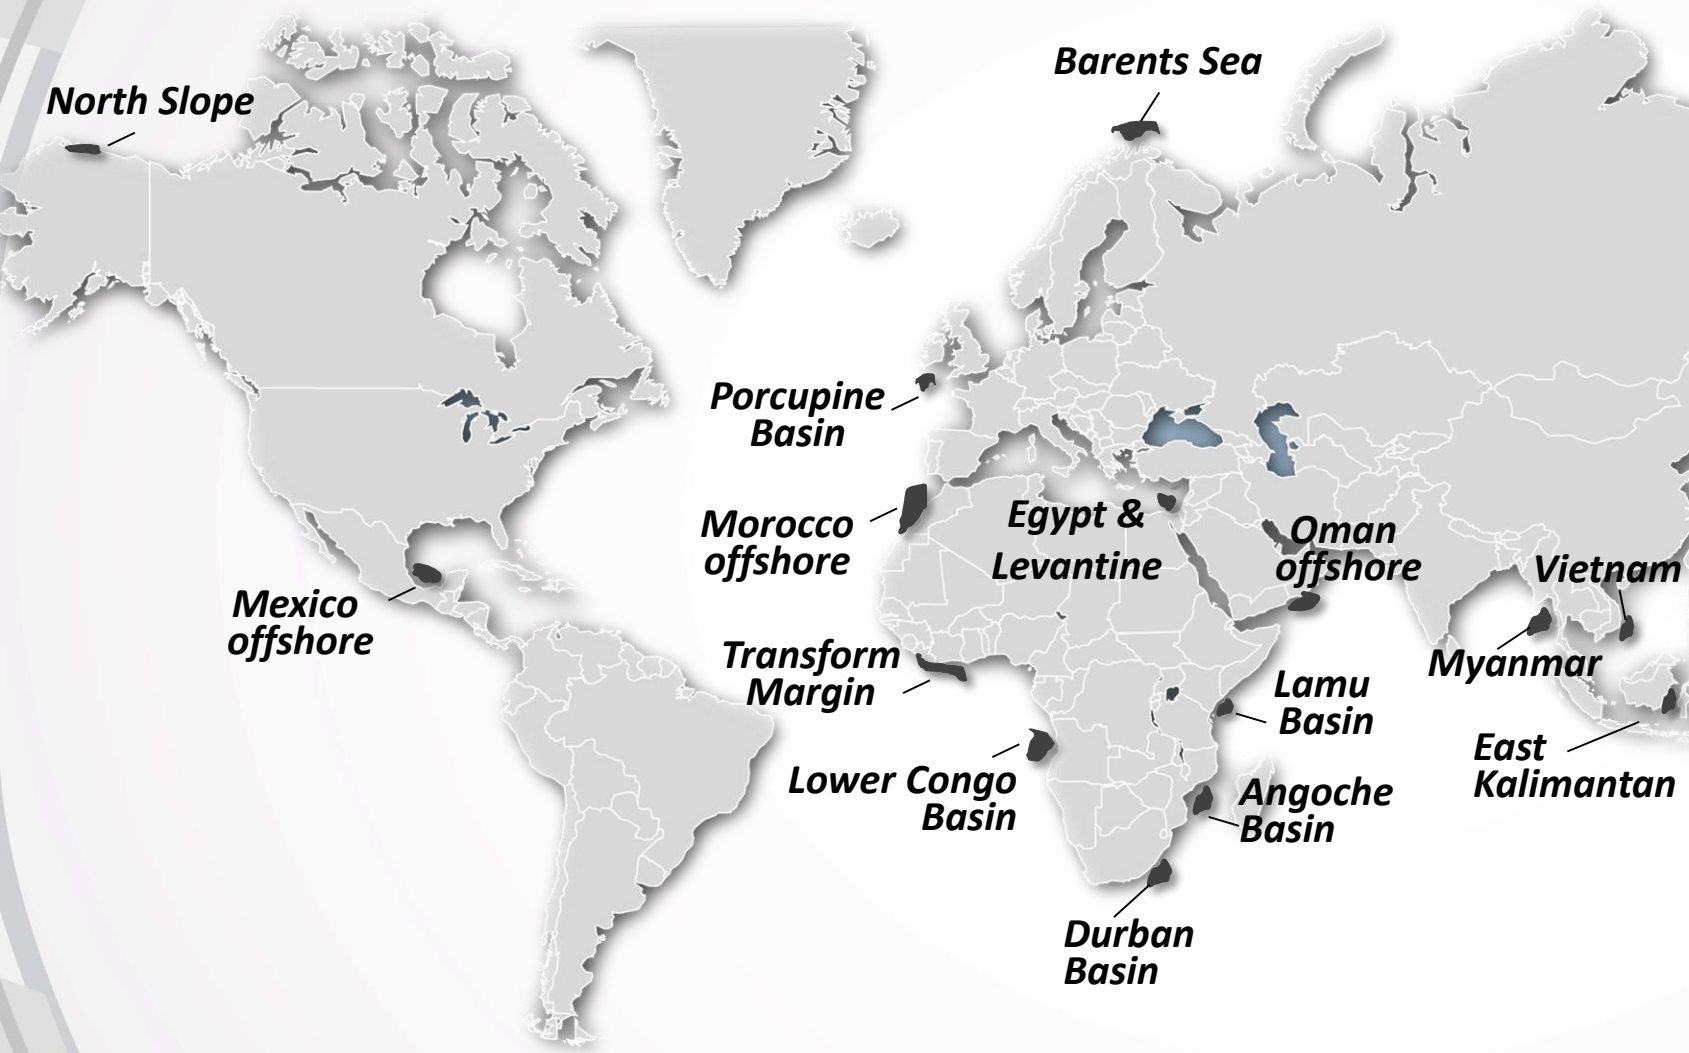 North Slope
Barents Sea
Porcupine
Basin
Morocco
offshore
Egypt &
Levantine
Oman
offshore
Vietnam
Mexico
offshore
Transform
Margin
Myanmar
Lamu
Basin
Lower Congo
Basin
East
Kalimantan
Angoche
Basin
Durban
Basin